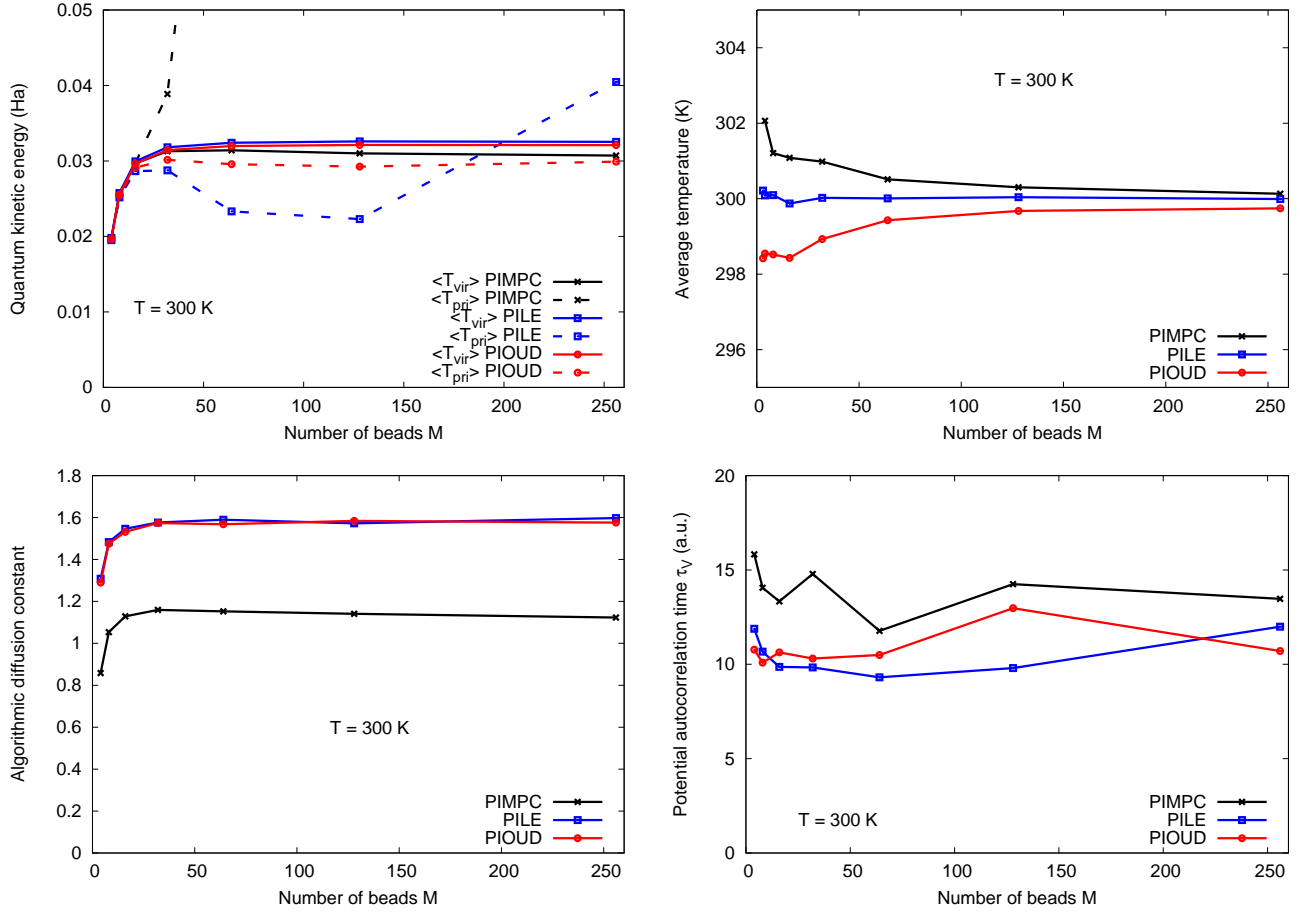 0.05
0.04
0.03
0.02
0.01
0
Quantum kinetic energy (Ha)
T = 300 K
<T_vir> PIMPC
<T_pri> PIMPC
<T_vir> PILE
<T_pri> PILE
<T_vir> PIOUD
<T_pri> PIOUD
0 50 100 150 200 250
Number of beads M
304
302
300
298
296
Average temperature (K)
T = 300 K
PIMPC
PILE
PIOUD
0 50 100 150 200 250
Number of beads M
1.8
1.6
1.4
1.2
1
0.8
0.6
0.4
0.2
0
Algorithmic diffusion constant
T = 300 K
PIMPC
PILE
PIOUD
0 50 100 150 200 250
Number of beads M
20
15
10
5
0
Potential autocorrelation time τ_V (a.u.)
T = 300 K
PIMPC
PILE
PIOUD
0 50 100 150 200 250
Number of beads M